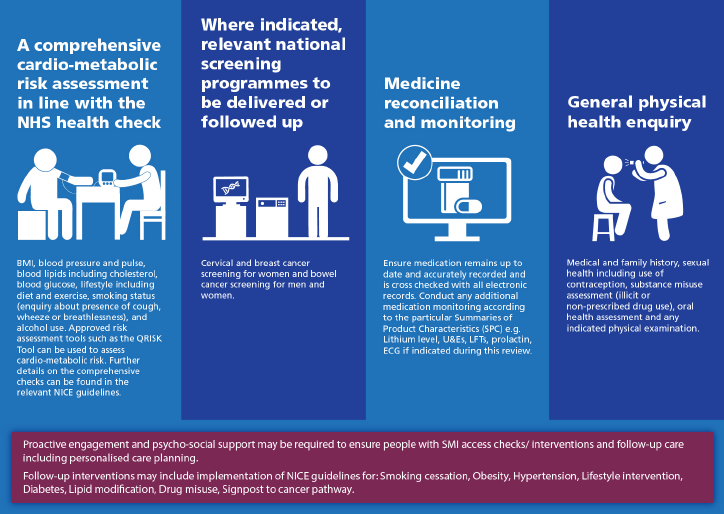 A comprehensive
cardio-metabolic
risk assessment
in line with the
NHS health check
BMI, blood pressure and pulse,
blood lipids including cholesterol,
blood glucose, lifestyle including
diet and exercise, smoking status
(enquiry about presence of cough,
wheeze or breathlessness), and
alcohol use. Approved risk
assessment tools such as the QRISK
Tool can be used to assess
cardio-metabolic risk. Further
details on the comprehensive
checks can be found in the
relevant NICE guidelines.
Where indicated,
relevant national
screening
programmes to
be delivered or
followed up
Cervical and breast cancer
screening for women and bowel
cancer screening for men and
women.
Medicine
reconciliation
and monitoring
Ensure medication remains up to
date and accurately recorded and
is cross checked with all electronic
records. Conduct any additional
medication monitoring according
to the particular Summaries of
Product Characteristics (SPC) e.g.
Lithium level, U&Es, LFTs, prolactin,
ECG if indicated during this review.
General physical
health enquiry
Medical and family history, sexual
health including use of
contraception, substance misuse
assessment (illicit or
non-prescribed drug use), oral
health assessment and any
indicated physical examination.
Proactive engagement and psycho-social support may be required to ensure people with SMI access checks/ interventions and follow-up care
including personalised care planning.
Follow-up interventions may include implementation of NICE guidelines for: Smoking cessation, Obesity, Hypertension, Lifestyle intervention,
Diabetes, Lipid modification, Drug misuse, Signpost to cancer pathway.